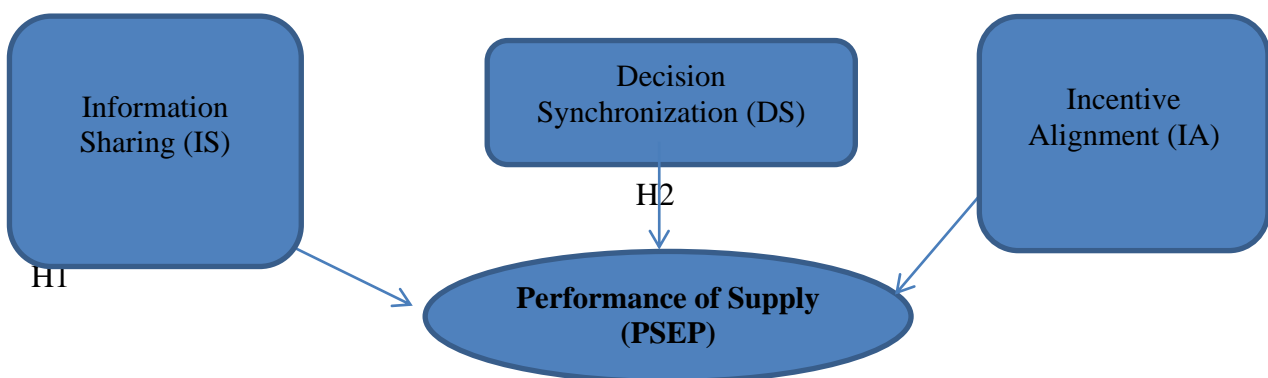 Information
Sharing (IS)
Decision
Synchronization (DS)
Incentive
Alignment (IA)
H2
H1
Performance of Supply
(PSEP)